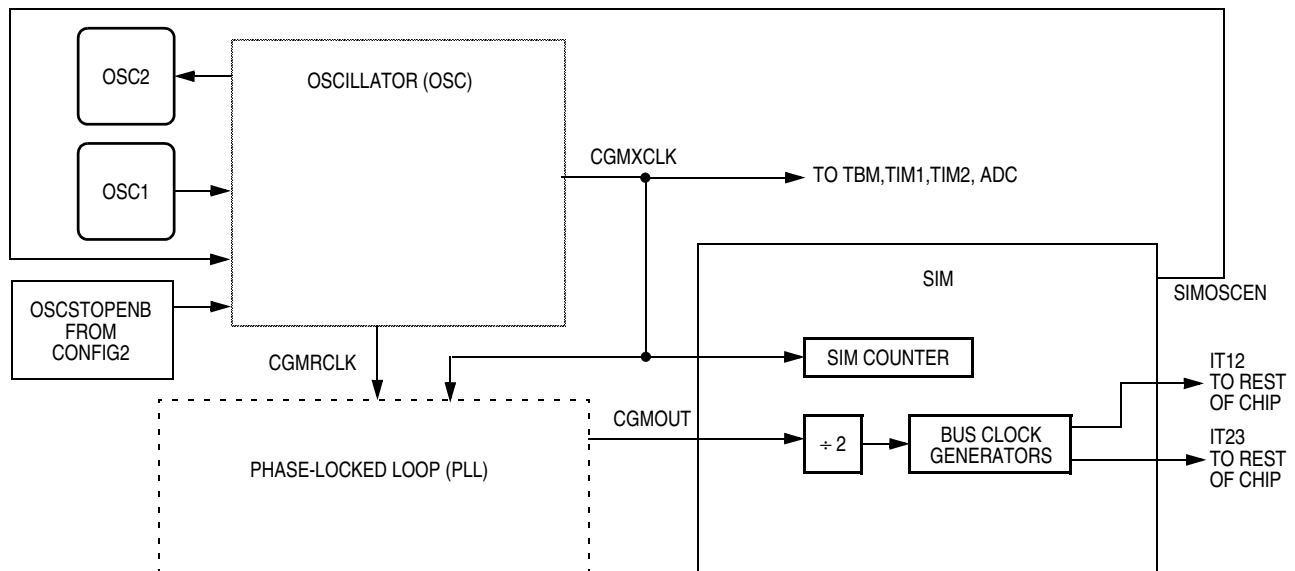 OSC2
OSCILLATOR (OSC)
CGMXCLK
TO TBM,TIM1,TIM2, ADC
OSC1
SIM
SIMOSCEN
OSCSTOPENB
FROM
CONFIG2
CGMRCLK
SIM COUNTER
IT12
TO REST
OF CHIP
CGMOUT
÷ 2
BUS CLOCK
GENERATORS
IT23
TO REST
OF CHIP
PHASE-LOCKED LOOP (PLL)